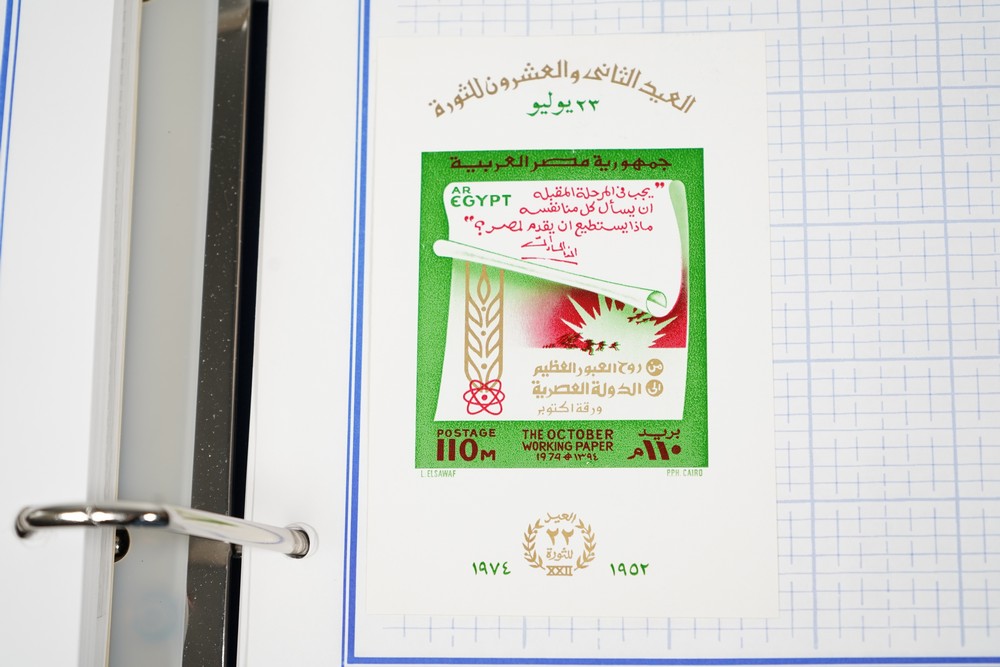 العيد الثانى والعشرون للثورة
٢٣ يوليو
جمهورية مصر العربية
AR
EGYPT
"يجب فى المرحلة المقبله
ان يسأل كل منا نفسه
ماذا يستطيع ان يقدم لمصر؟"
من روح العبور العظيم
الى الدولة العصرية
ورقة اكتوبر
POSTAGE
110M
THE OCTOBER
WORKING PAPER
1974 ١٣٩٤
بريد
١١٠م
L. ELSAWAF
P.P.H. CAIRO
العيد
٢٢
للثورة
XXII
١٩٥٢
١٩٧٤